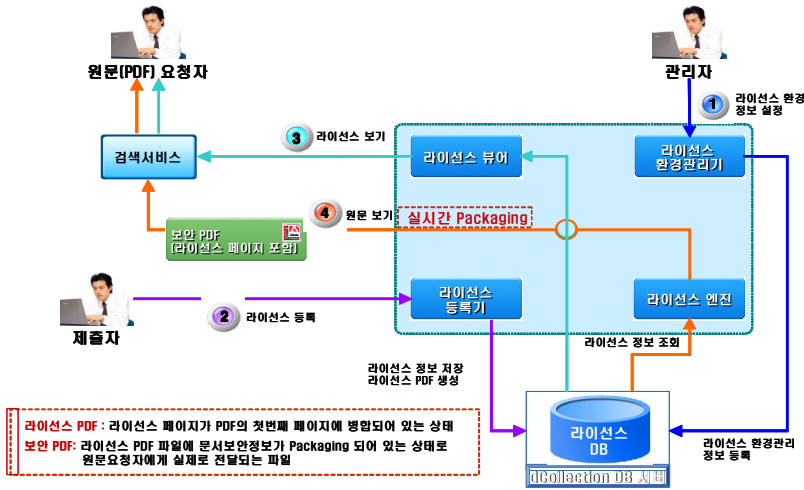 원문(PDF) 요청자
관리자
1
라이선스 환경
정보 설정
3
라이선스 보기
검색서비스
라이선스 뷰어
라이선스
환경관리기
4
원문 보기
실시간 Packaging
보안 PDF
(라이선스 페이지 포함)
라이선스
등록기
라이선스 엔진
2
라이선스 등록
제출자
라이선스 정보 조회
라이선스 정보 저장
라이선스 PDF 생성
라이선스
DB
라이선스 환경관리
정보 등록
dCollection DB 서버
라이선스 PDF : 라이선스 페이지가 PDF의 첫번째 페이지에 병합되어 있는 상태
보안 PDF: 라이선스 PDF 파일에 문서보안정보가 Packaging 되어 있는 상태로
원문요청자에게 실제로 전달되는 파일